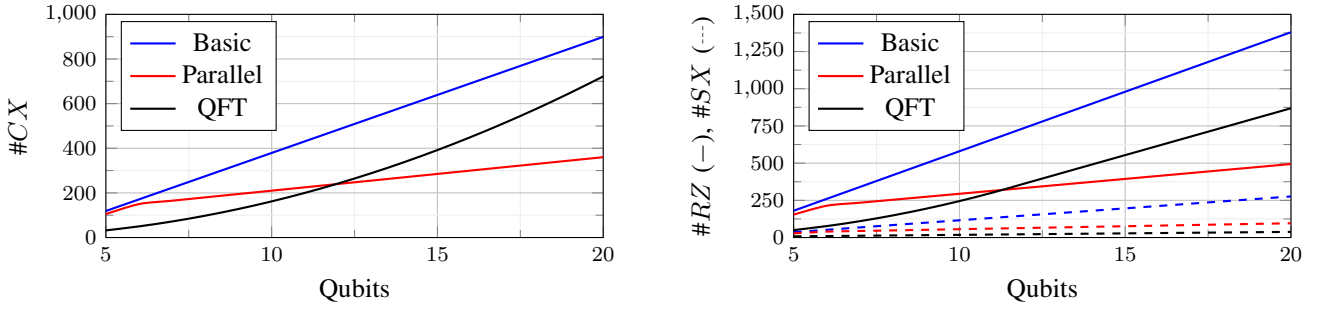 1,000
800
600
400
200
0
#CX
Basic
Parallel
QFT
5
10
15
20
Qubits
1,500
1,250
1,000
750
500
250
0
#RZ (—), #SX (---)
Basic
Parallel
QFT
5
10
15
20
Qubits